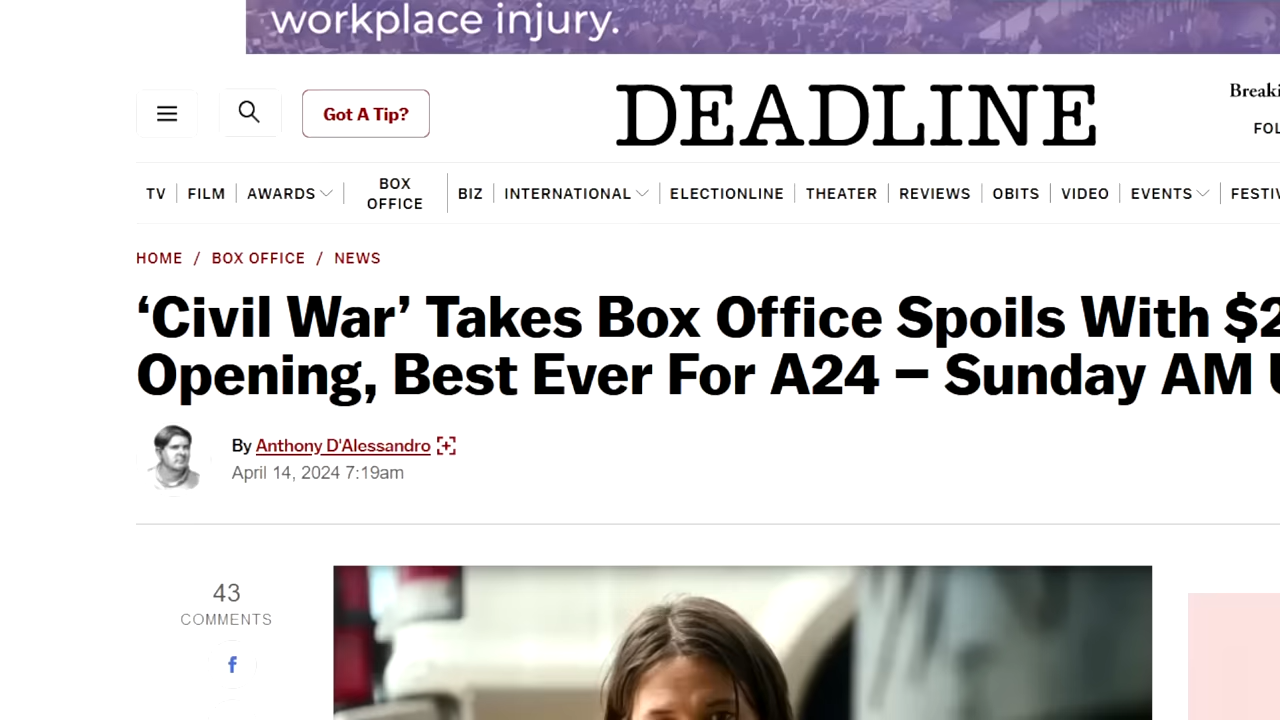 workplace injury.
Got A Tip?
DEADLINE
TV
FILM
AWARDS
BOX
OFFICE
BIZ
INTERNATIONAL
ELECTIONLINE
THEATER
REVIEWS
OBITS
VIDEO
EVENTS
HOME / BOX OFFICE / NEWS
‘Civil War’ Takes Box Office Spoils With $2
Opening, Best Ever For A24 – Sunday AM
By Anthony D'Alessandro
April 14, 2024 7:19am
43
COMMENTS